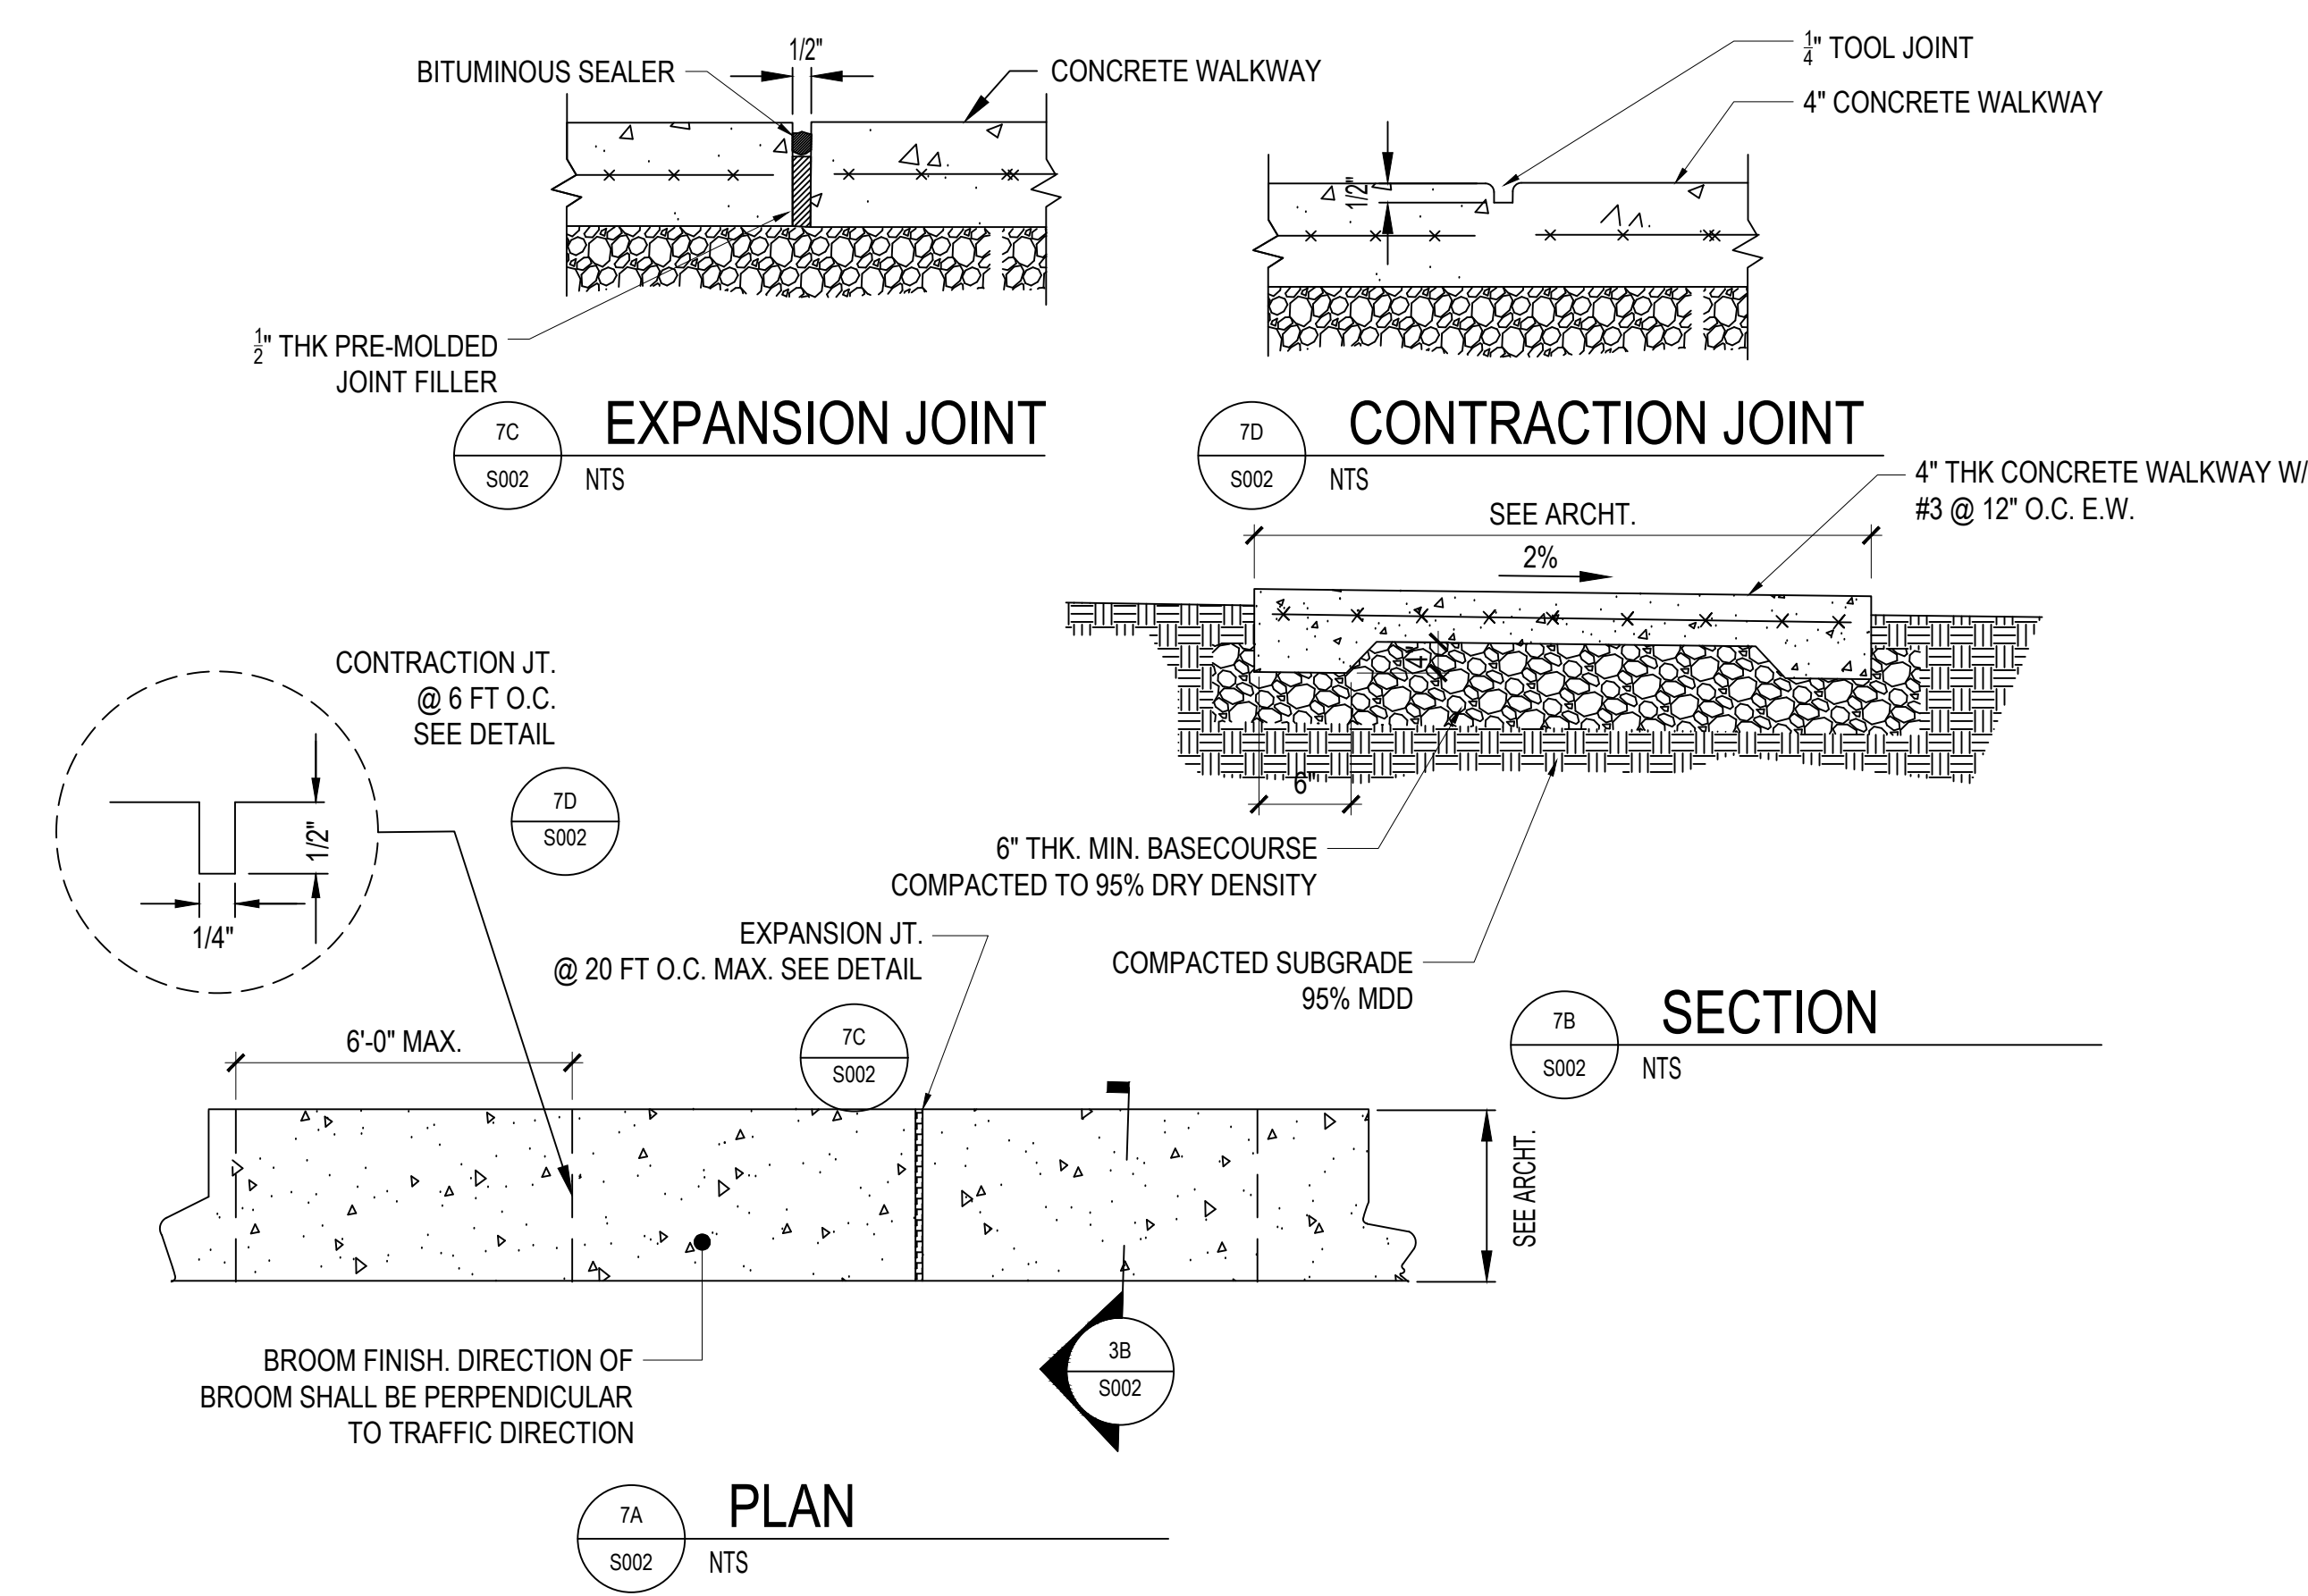 1/2"
BITUMINOUS SEALER
CONCRETE WALKWAY
1/2" THK PRE-MOLDED
JOINT FILLER
7C
S002
EXPANSION JOINT
NTS
1/4" TOOL JOINT
4" CONCRETE WALKWAY
1/2"
7D
S002
CONTRACTION JOINT
NTS
4" THK CONCRETE WALKWAY W/
#3 @ 12" O.C. E.W.
SEE ARCHT.
2%
4"
6"
6" THK. MIN. BASECOURSE
COMPACTED TO 95% DRY DENSITY
COMPACTED SUBGRADE
95% MDD
7B
S002
SECTION
NTS
CONTRACTION JT.
@ 6 FT O.C.
SEE DETAIL
7D
S002
1/2"
1/4"
EXPANSION JT.
@ 20 FT O.C. MAX. SEE DETAIL
7C
S002
6'-0" MAX.
SEE ARCHT.
BROOM FINISH. DIRECTION OF
BROOM SHALL BE PERPENDICULAR
TO TRAFFIC DIRECTION
3B
S002
7A
S002
PLAN
NTS